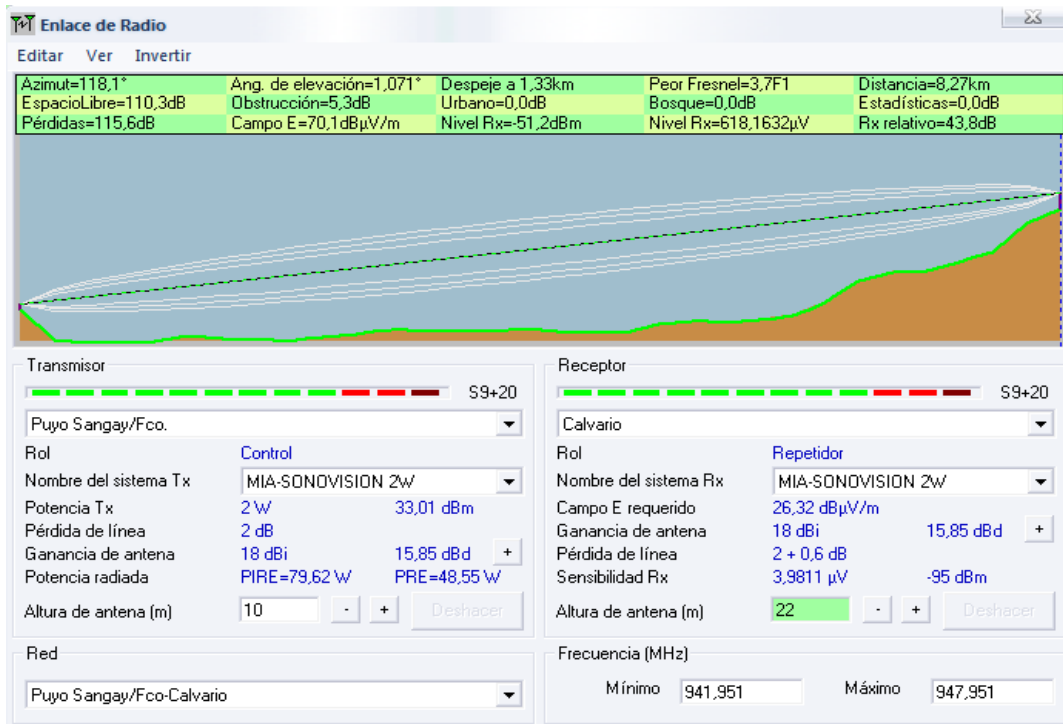 Enlace de Radio
Editar Ver Invertir
Azimut=118,1° Ang. de elevación=1,071° Despeje a 1,33km Peor Fresnel=3,7F1 Distancia=8,27km
EspacioLibre=110,3dB Obstrucción=5,3dB Urbano=0,0dB Bosque=0,0dB Estadísticas=0,0dB
Pérdidas=115,6dB Campo E=70,1dBµV/m Nivel Rx=-51,2dBm Nivel Rx=618,1632µV Rx relativo=43,8dB
Transmisor
S9+20
Puyo Sangay/Fco.
Rol Control
Nombre del sistema Tx MIA-SONOVISION 2W
Potencia Tx 2 W 33,01 dBm
Pérdida de línea 2 dB
Ganancia de antena 18 dBi 15,85 dBd +
Potencia radiada PIRE=79,62 W PRE=48,55 W
Altura de antena (m) 10 - + Deshacer
Red
Puyo Sangay/Fco-Calvario
Receptor
S9+20
Calvario
Rol Repetidor
Nombre del sistema Rx MIA-SONOVISION 2W
Campo E requerido 26,32 dBµV/m
Ganancia de antena 18 dBi 15,85 dBd +
Pérdida de línea 2 + 0,6 dB
Sensibilidad Rx 3,9811 µV -95 dBm
Altura de antena (m) 22 - + Deshacer
Frecuencia (MHz)
Mínimo 941,951 Máximo 947,951